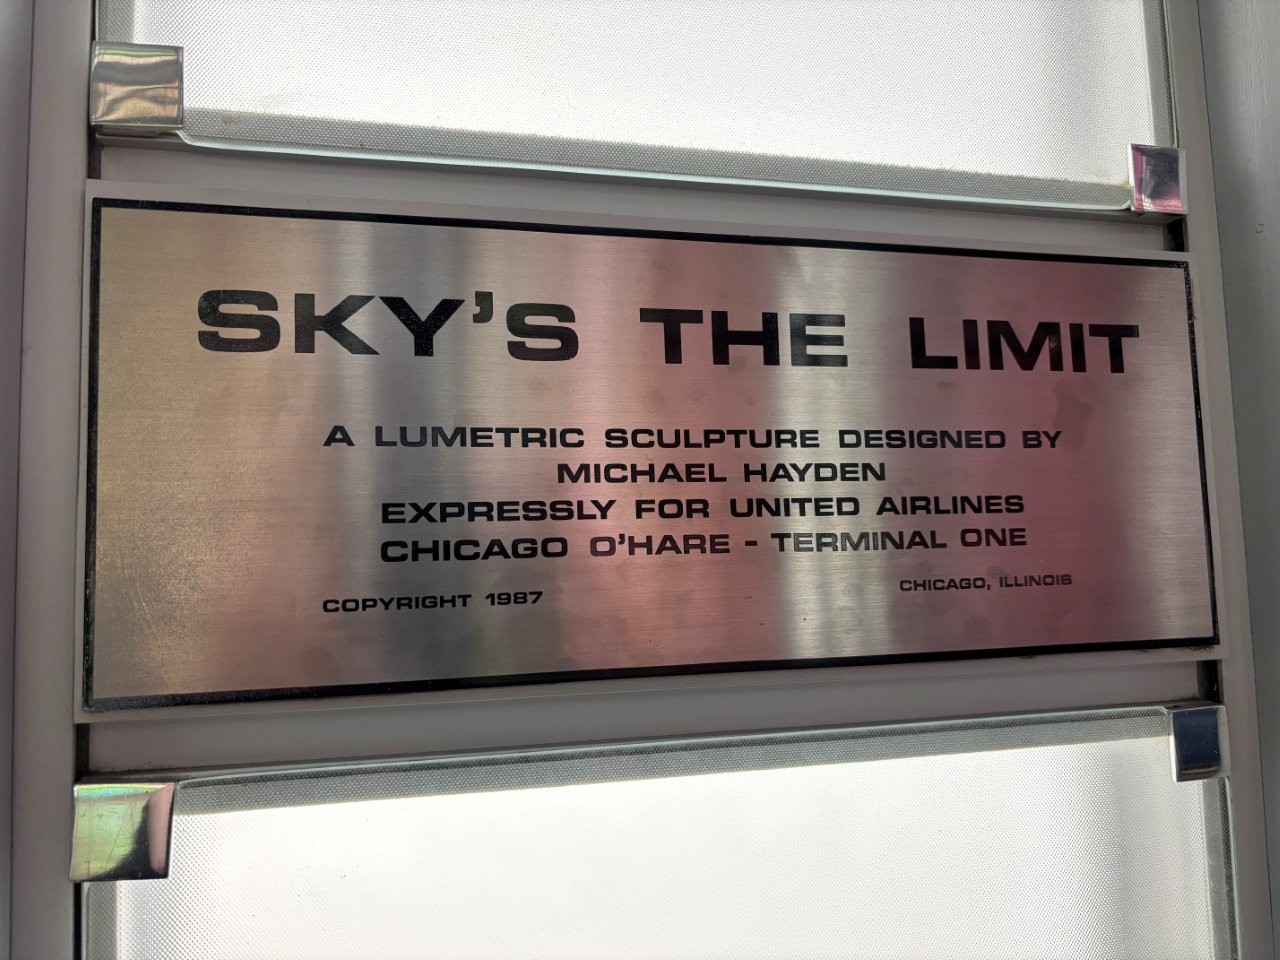 SKY'S THE LIMIT
A LUMETRIC SCULPTURE DESIGNED BY
MICHAEL HAYDEN
EXPRESSLY FOR UNITED AIRLINES
CHICAGO O'HARE - TERMINAL ONE
COPYRIGHT 1987
CHICAGO, ILLINOIS